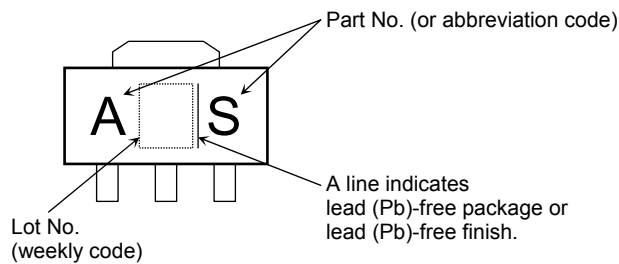 Part No. (or abbreviation code)
A S
A line indicates
lead (Pb)-free package or
lead (Pb)-free finish.
Lot No.
(weekly code)